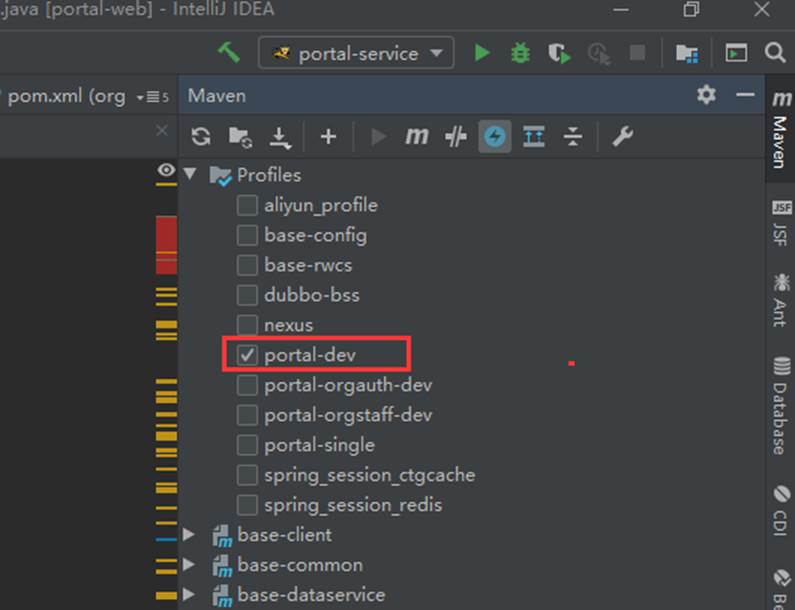 .java [portal-web] - IntelliJ IDEA
portal-service
pom.xml (org
5
Maven
Profiles
aliyun_profile
base-config
base-rwcs
dubbo-bss
nexus
portal-dev
portal-orgauth-dev
portal-orgstaff-dev
portal-single
spring_session_ctgcache
spring_session_redis
base-client
base-common
base-dataservice
m
Maven
JSF
JSF
Ant
Database
CDI
Be